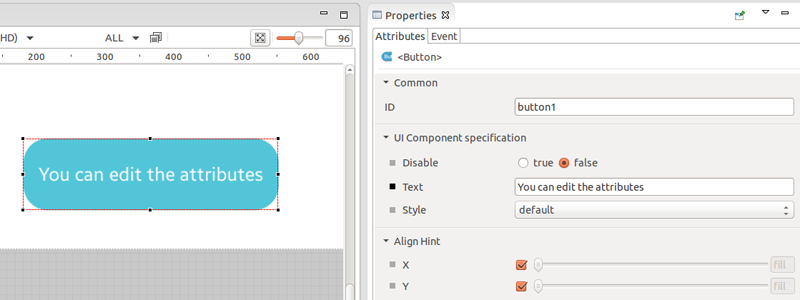 Properties
HD)
ALL
96
Attributes
Event
200
300
400
500
600
<Button>
Common
ID
button1
UI Component specification
Disable
true
false
You can edit the attributes
Text
You can edit the attributes
Style
default
Align Hint
X
fill
Y
fill